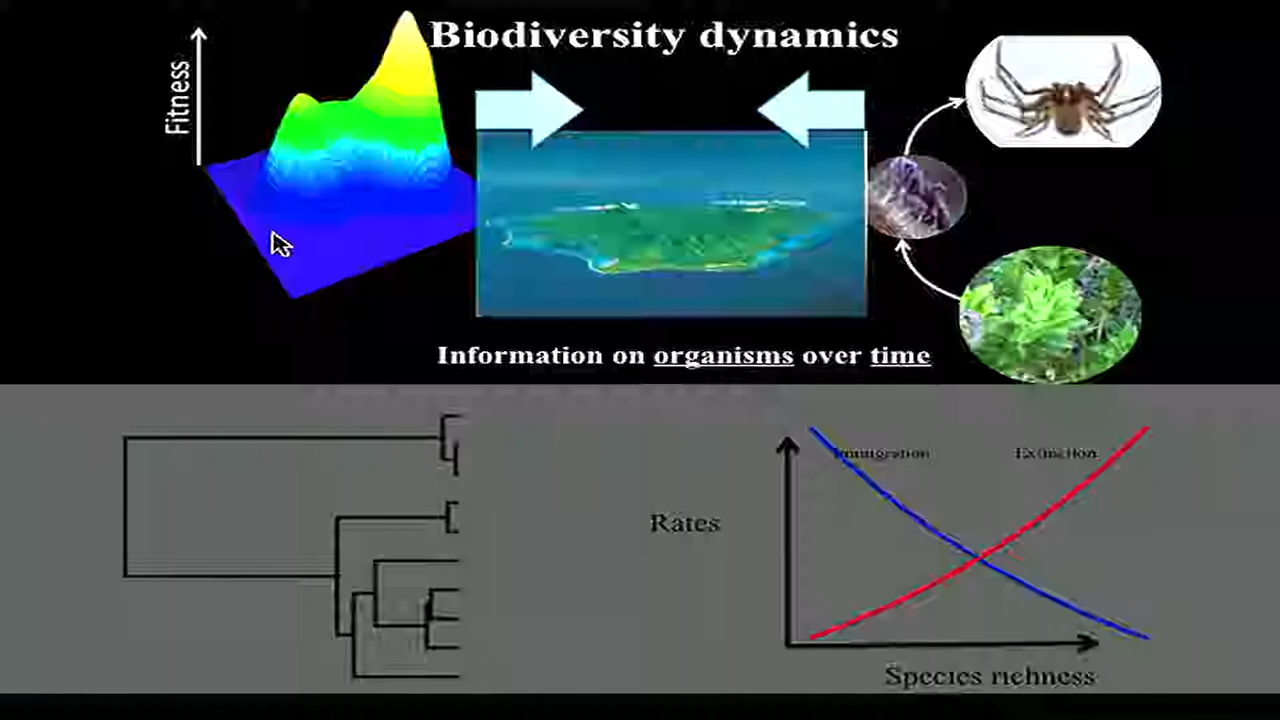 Biodiversity dynamics
Fitness
Information on organisms over time
Immigration
Extinction
Rates
Species richness